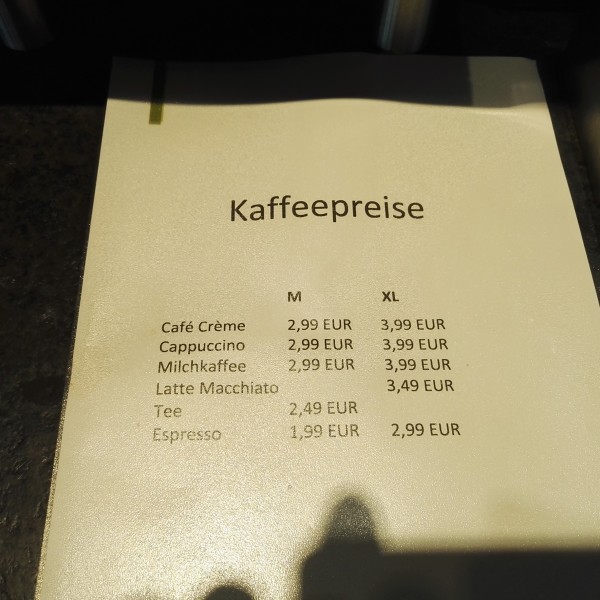 Kaffeepreise
M XL
Café Crème 2,99 EUR 3,99 EUR
Cappuccino 2,99 EUR 3,99 EUR
Milchkaffee 2,99 EUR 3,99 EUR
Latte Macchiato 3,49 EUR
Tee 2,49 EUR
Espresso 1,99 EUR 2,99 EUR